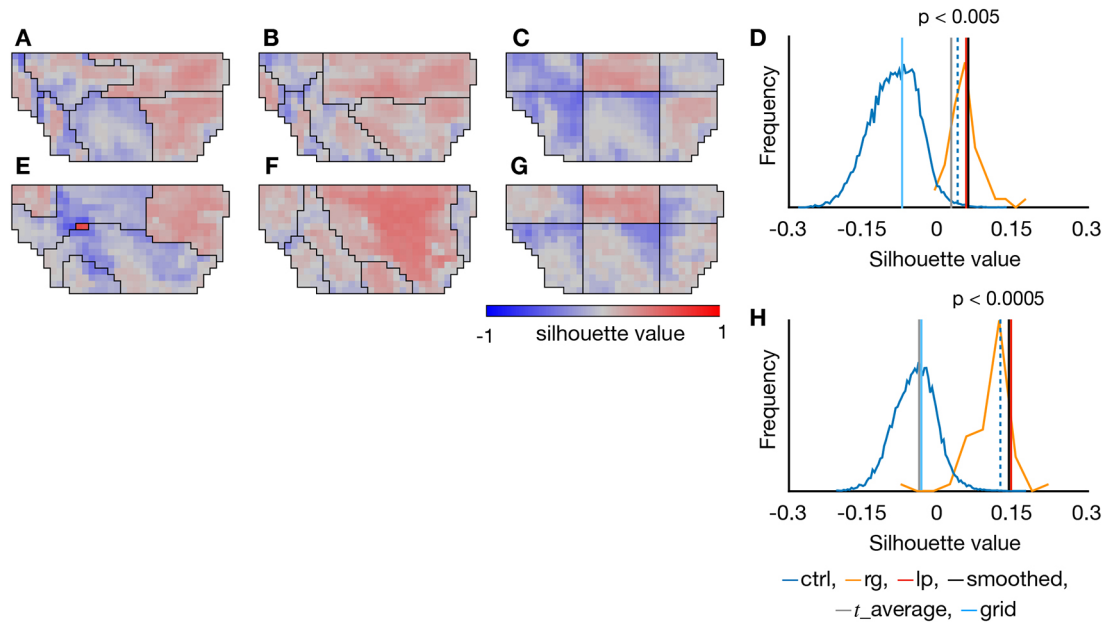 A
B
C
D
p < 0.005
Frequency
-0.3
-0.15
0
0.15
0.3
Silhouette value
E
F
G
-1
silhouette value
1
H
p < 0.0005
Frequency
-0.3
-0.15
0
0.15
0.3
Silhouette value
ctrl, rg, lp, smoothed,
t_average, grid